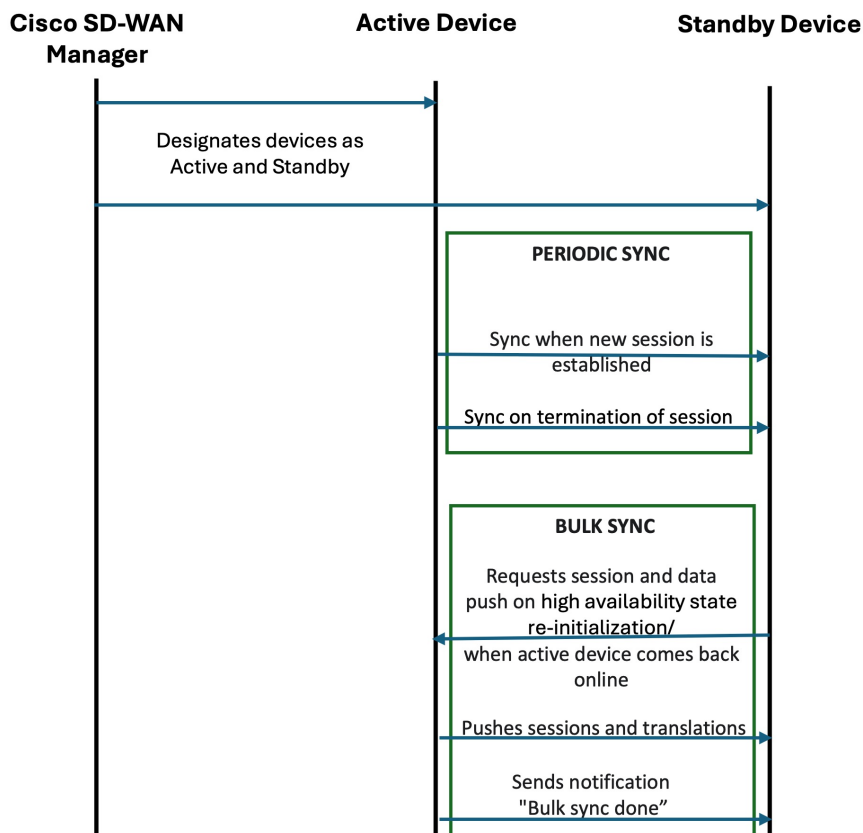 Cisco SD-WAN
Manager
Active Device
Standby Device
Designates devices as
Active and Standby
PERIODIC SYNC
Sync when new session is
established
Sync on termination of session
BULK SYNC
Requests session and data
push on high availability state
re-initialization/
when active device comes back
online
Pushes sessions and translations
Sends notification
"Bulk sync done”